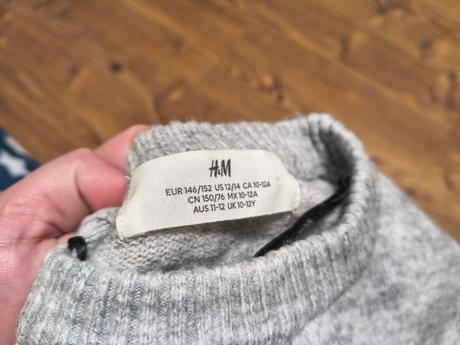 H&M
EUR 146/152 US 12/14 CA 10-12A
CN 150/76 MX 10-12A
AUS 11-12 UK 10-12Y